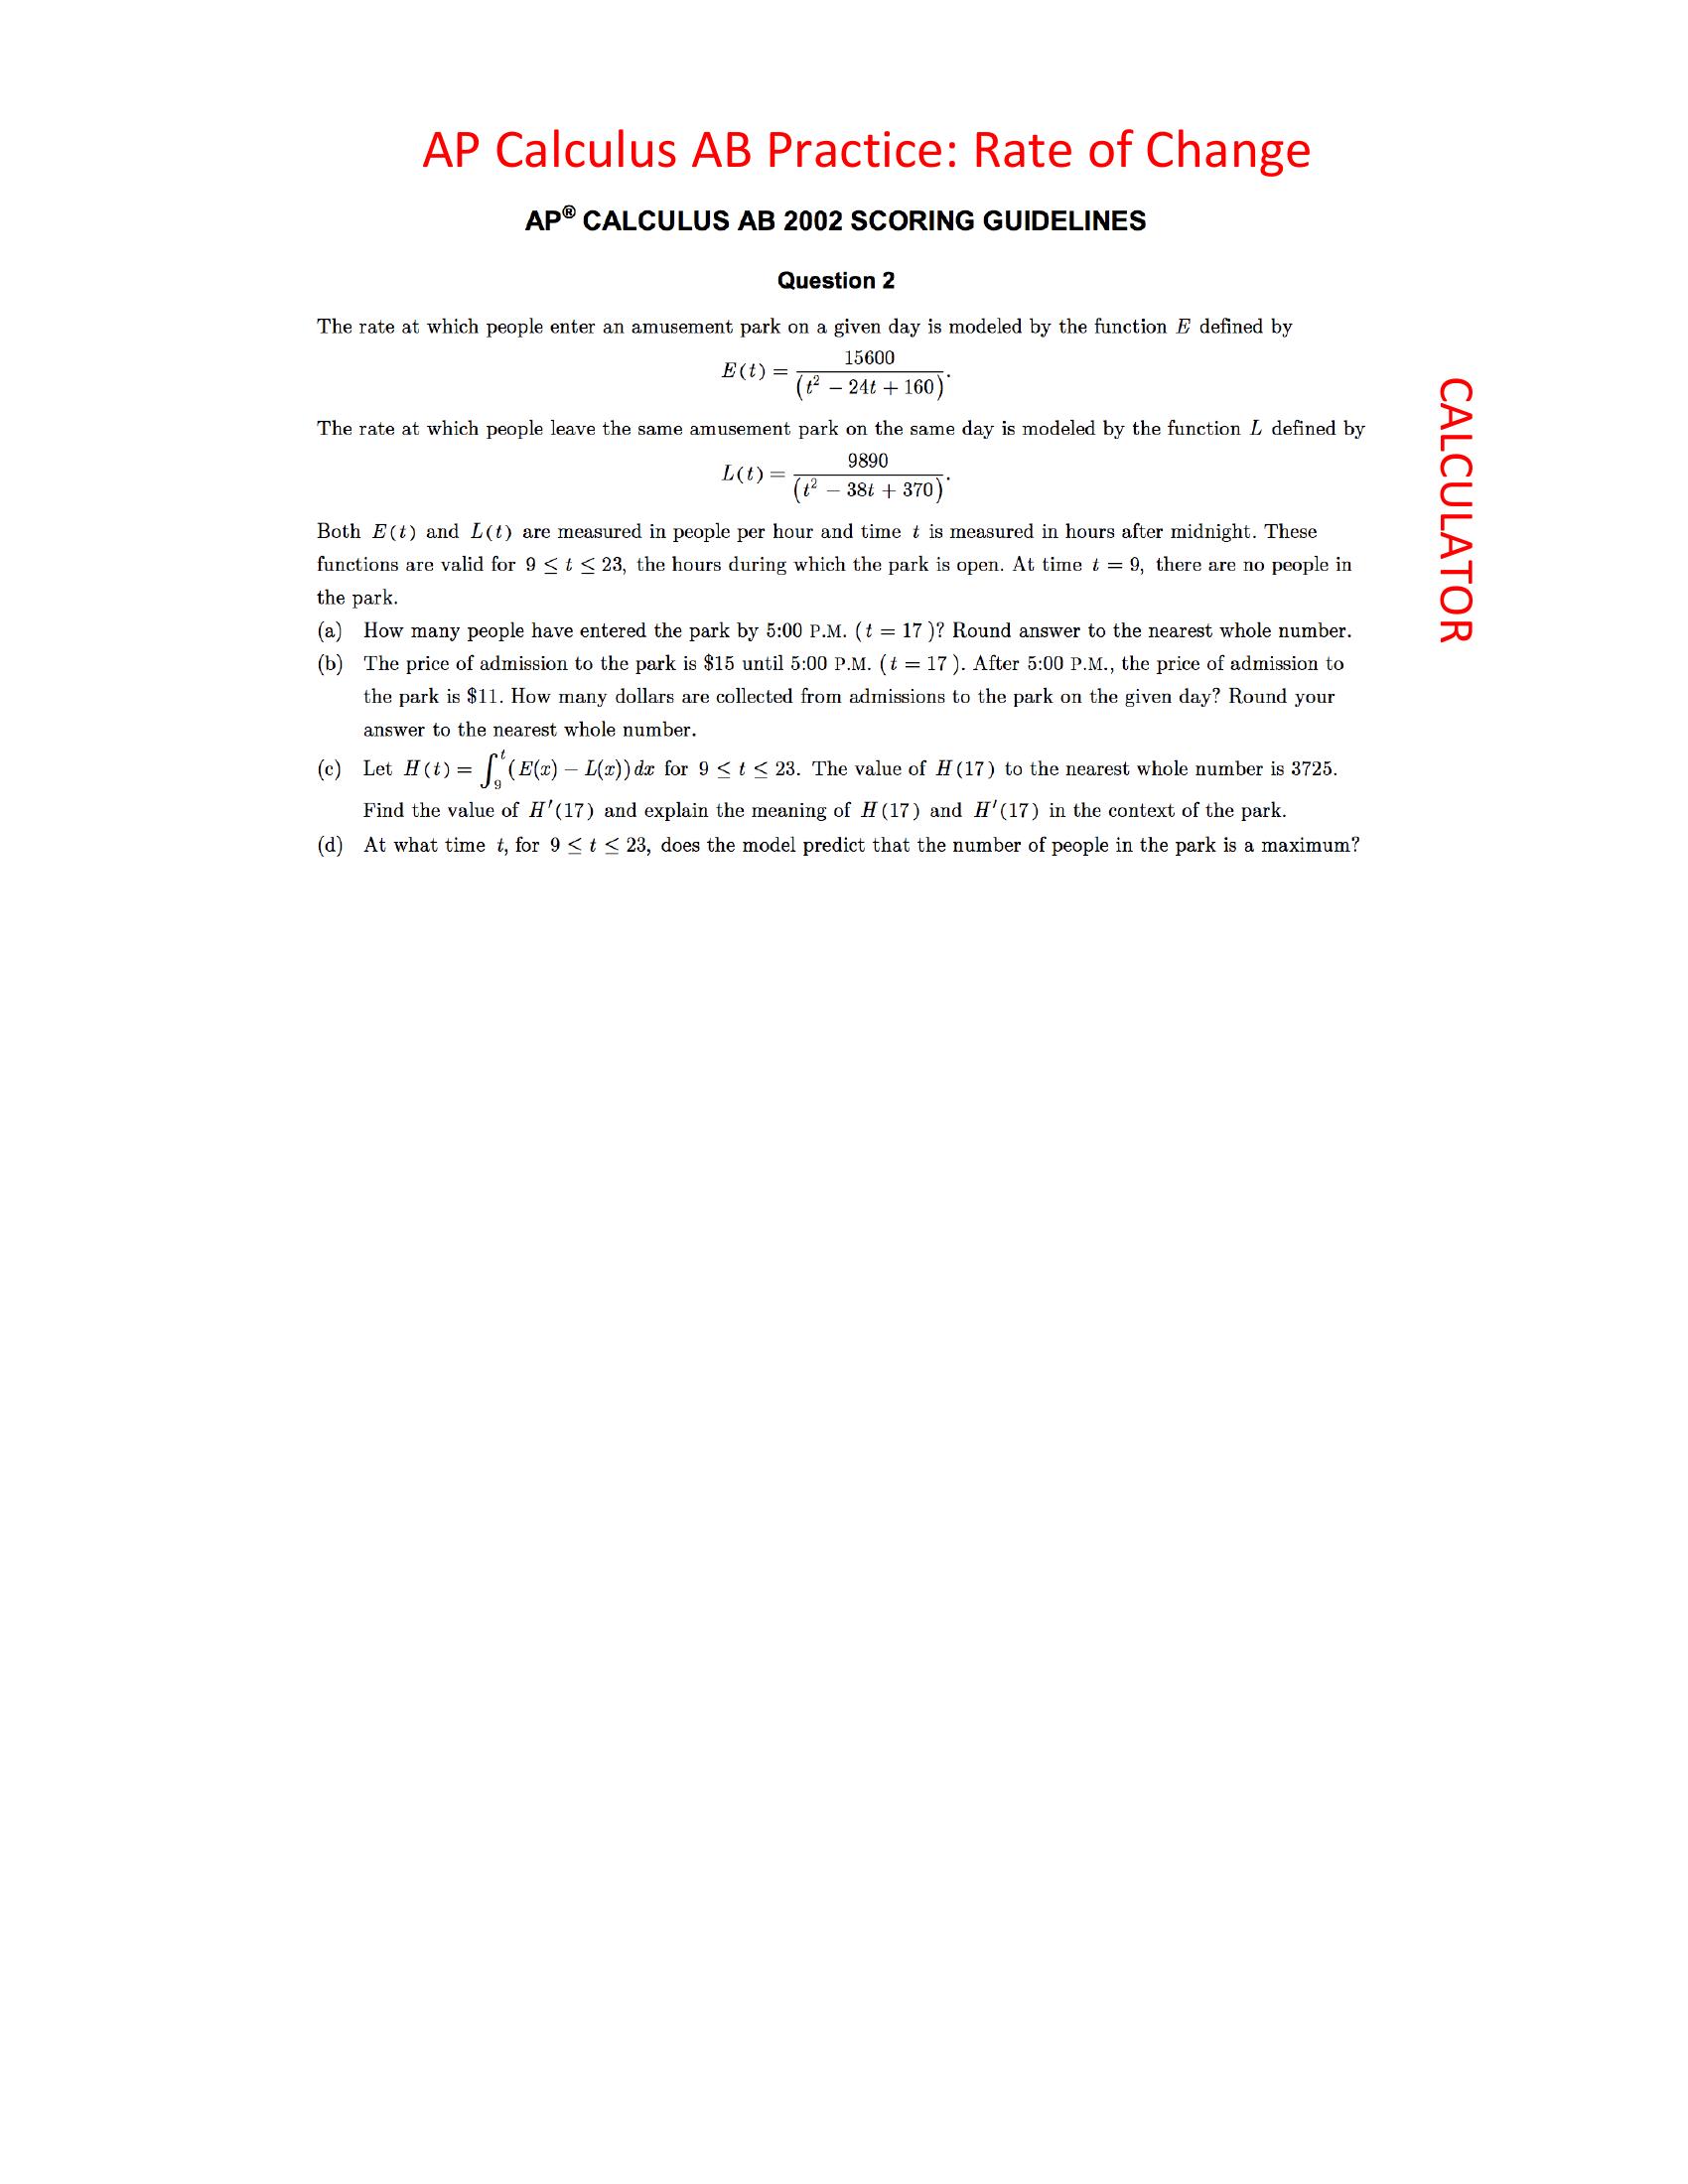 AP Calculus AB Practice: Rate of Change
AP® CALCULUS AB 2002 SCORING GUIDELINES
Question 2
The rate at which people enter an amusement park on a given day is modeled by the function E defined by
E(t) = 15600 / (t² − 24t + 160).
The rate at which people leave the same amusement park on the same day is modeled by the function L defined by
L(t) = 9890 / (t² − 38t + 370).
Both E(t) and L(t) are measured in people per hour and time t is measured in hours after midnight. These
functions are valid for 9 ≤ t ≤ 23, the hours during which the park is open. At time t = 9, there are no people in
the park.
(a) How many people have entered the park by 5:00 P.M. ( t = 17 )? Round answer to the nearest whole number.
(b) The price of admission to the park is $15 until 5:00 P.M. ( t = 17 ). After 5:00 P.M., the price of admission to
the park is $11. How many dollars are collected from admissions to the park on the given day? Round your
answer to the nearest whole number.
(c) Let H(t) = ∫₉ᵗ (E(x) − L(x)) dx for 9 ≤ t ≤ 23. The value of H(17) to the nearest whole number is 3725.
Find the value of H′(17) and explain the meaning of H(17) and H′(17) in the context of the park.
(d) At what time t, for 9 ≤ t ≤ 23, does the model predict that the number of people in the park is a maximum?
CALCULATOR